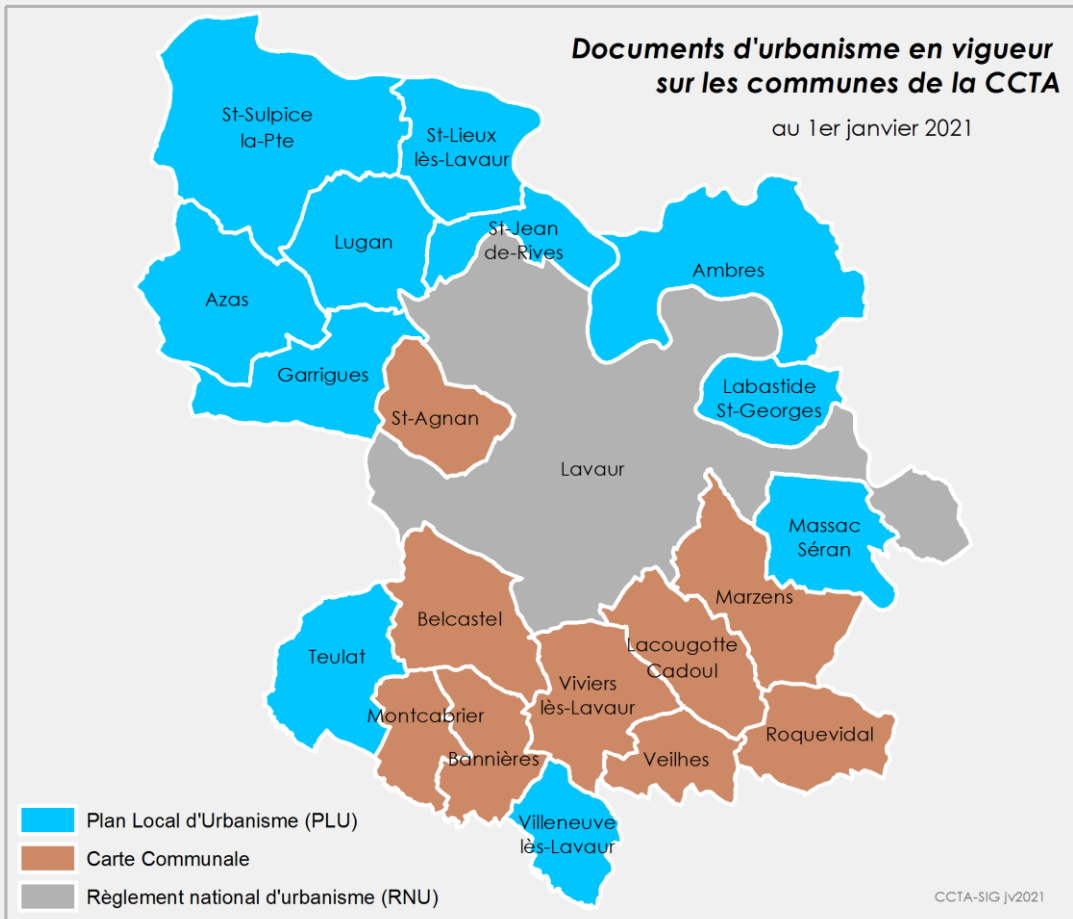 Documents d'urbanisme en vigueur
sur les communes de la CCTA
au 1er janvier 2021
St-Sulpice
la-Pte
St-Lieux
lès-Lavaur
Lugan
St-Jean
de-Rives
Ambres
Azas
Garrigues
Labastide
St-Georges
St-Agnan
Lavaur
Massac
Séran
Marzens
Belcastel
Lacougotte
Cadoul
Teulat
Viviers
lès-Lavaur
Montcabrier
Roquevidal
Bannières
Veilhes
Villeneuve
lès-Lavaur
Plan Local d'Urbanisme (PLU)
Carte Communale
Règlement national d'urbanisme (RNU)
CCTA-SIG jv2021